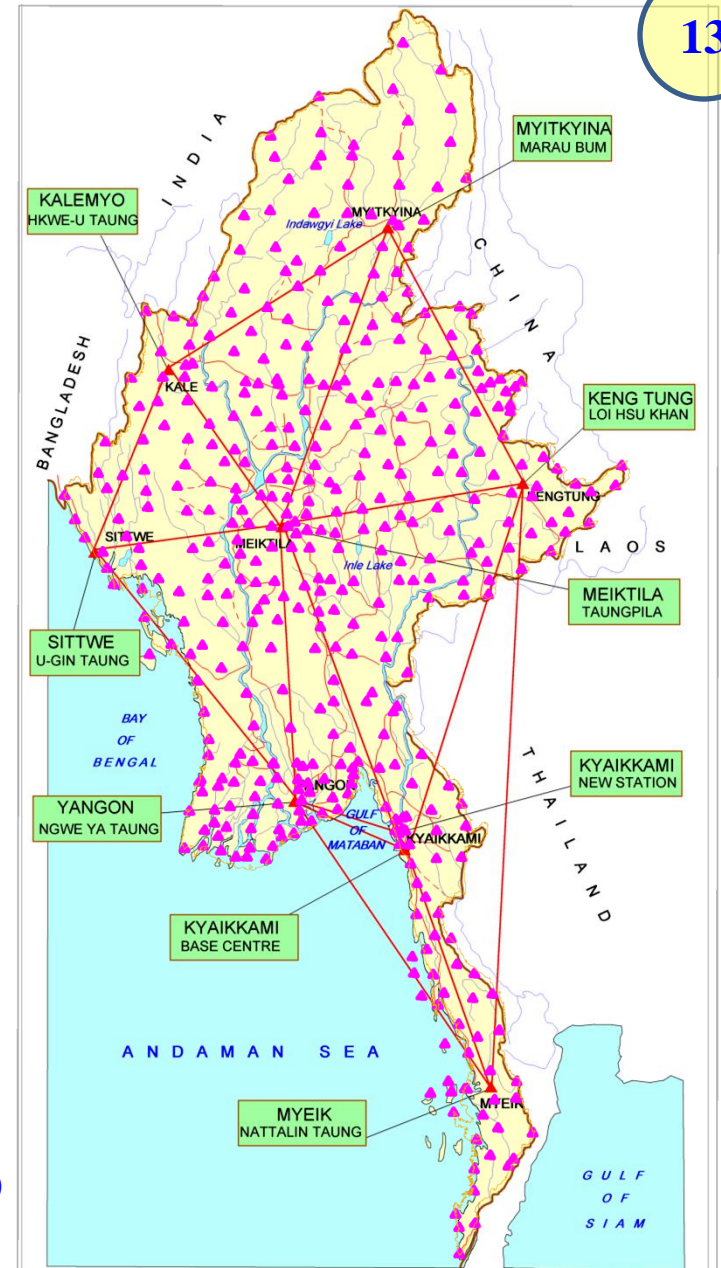 13
INDIA
MYITKYINA
MARAU BUM
KALEMYO
HKWE-U TAUNG
MYITKYINA
Indawgyi Lake
CHINA
BANGLADESH
KALE
KENG TUNG
LOI HSU KHAN
KENGTUNG
SITTWE
MEIKTILA
LAOS
Inle Lake
MEIKTILA
TAUNGPILA
SITTWE
U-GIN TAUNG
BAY
OF
BENGAL
THAILAND
KYAIKKAMI
NEW STATION
YANGON
NGWE YA TAUNG
GULF
OF
MATABAN
KYAIKKAMI
KYAIKKAMI
BASE CENTRE
ANDAMAN SEA
MYEIK
NATTALIN TAUNG
MYEIK
GULF
OF
SIAM